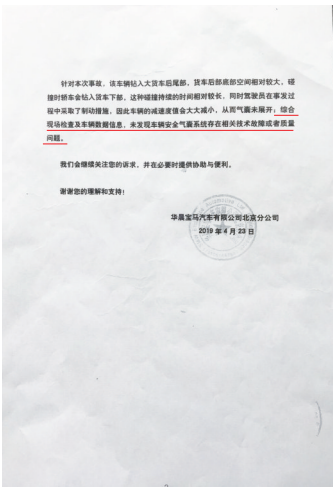 针对本次事故，该车辆钻入大货车后尾部，货车后部底部空间相对较大，碰
撞时轿车会钻入货车下部，这种碰撞持续的时间相对较长，同时驾驶员在事发过
程中采取了制动措施，因此车辆的减速度值会大大减小，从而气囊未展开；综合
现场检查及车辆数据信息，未发现车辆安全气囊系统存在相关技术故障或者质量
问题。
我们会继续关注您的诉求，并在必要时提供协助与便利。
谢谢您的理解和支持！
华晨宝马汽车有限公司北京分公司
2019 年 4 月 23 日